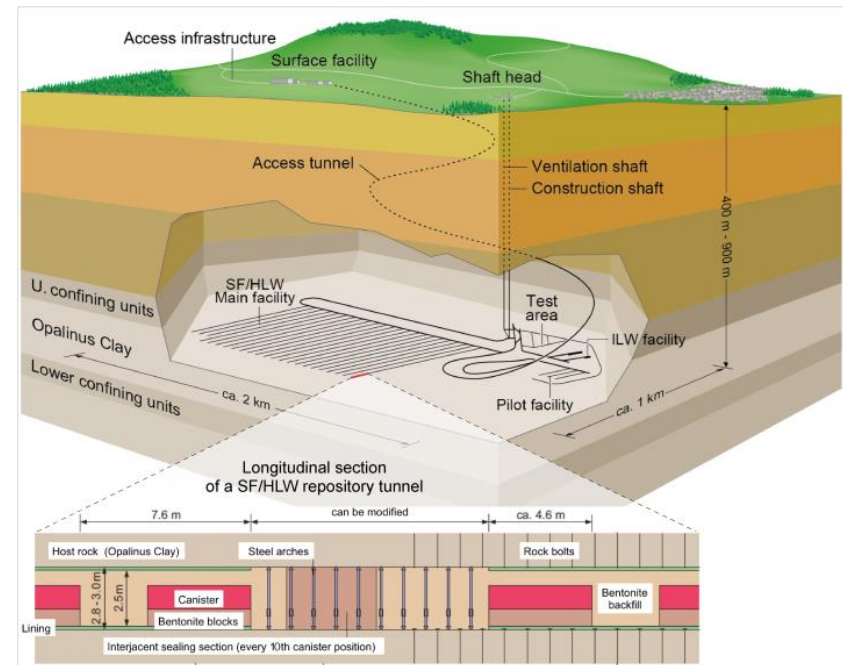 Access infrastructure
Surface facility
Shaft head
Access tunnel
Ventilation shaft
Construction shaft
400 m - 900 m
U. confining units
SF/HLW
Main facility
Test
area
ILW facility
Opalinus Clay
Pilot facility
Lower confining units
ca. 2 km
ca. 1 km
Longitudinal section
of a SF/HLW repository tunnel
7.6 m
can be modified
ca. 4.6 m
Host rock (Opalinus Clay)
Steel arches
Rock bolts
2.8 - 3.0 m
2.5m
Canister
Bentonite
backfill
Bentonite blocks
Lining
Interjacent sealing section (every 10th canister position)